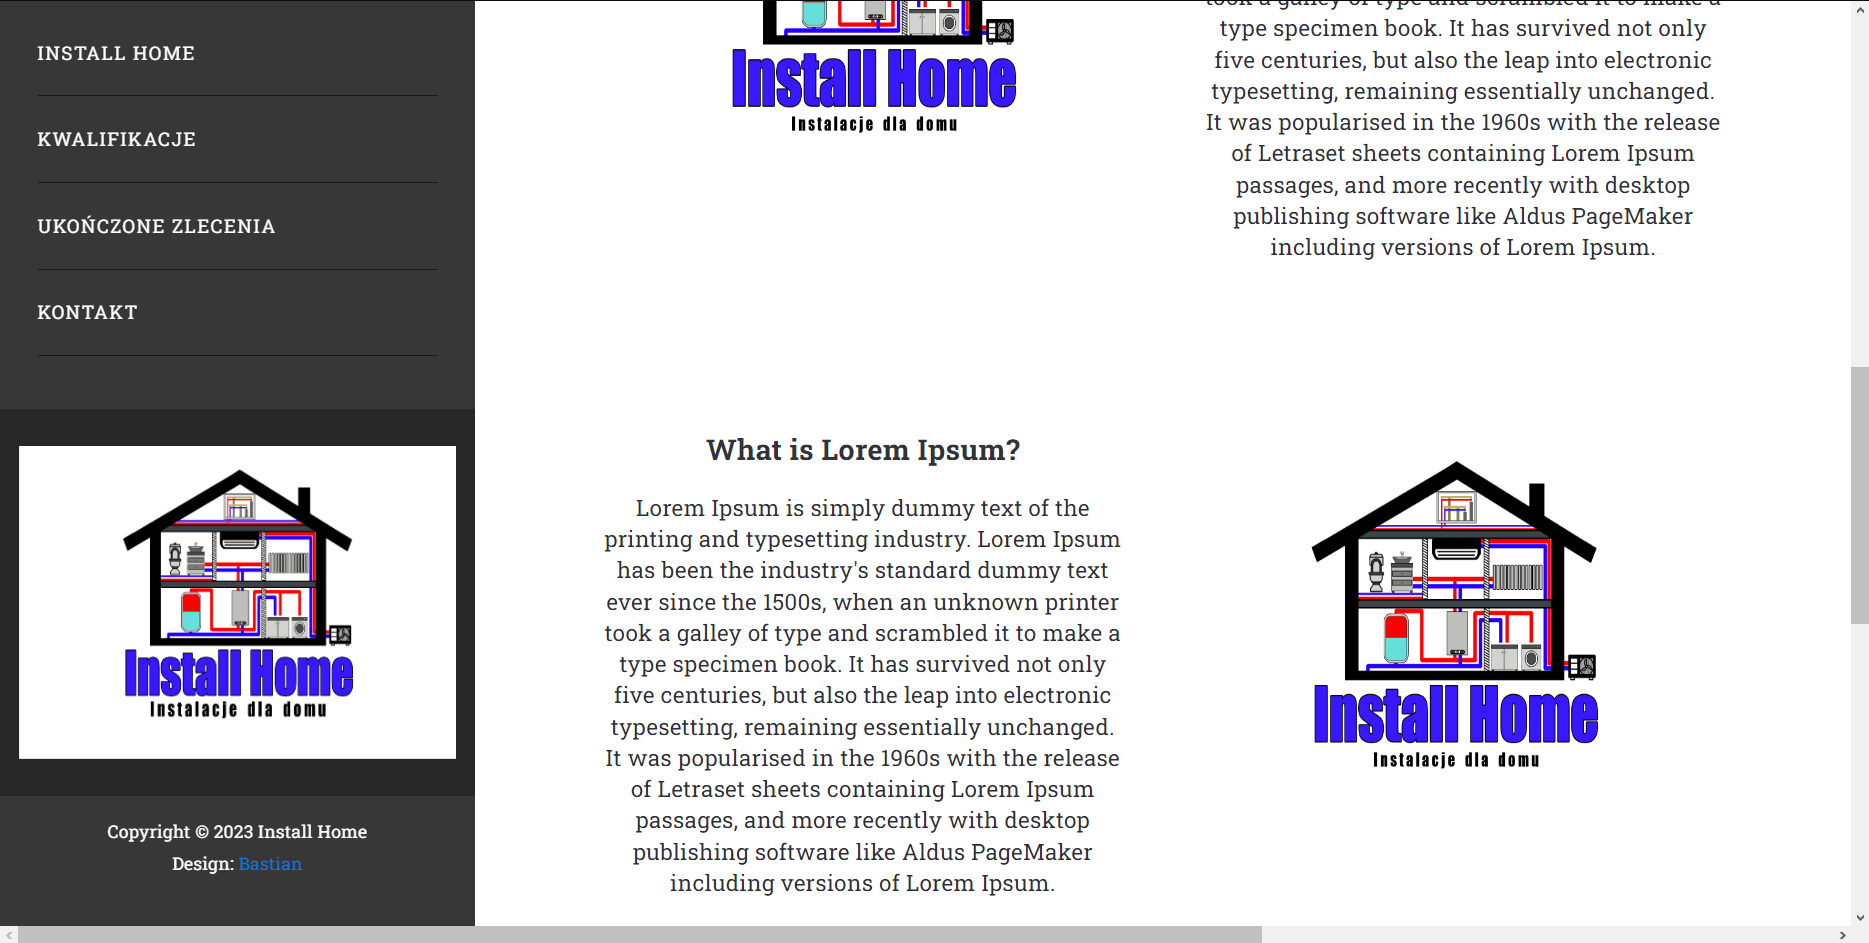 INSTALL HOME
KWALIFIKACJE
UKOŃCZONE ZLECENIA
KONTAKT
Install Home
Instalacje dla domu
Copyright © 2023 Install Home
Design: Bastian
Install Home
Instalacje dla domu
took a galley of type and scrambled it to make a
type specimen book. It has survived not only
five centuries, but also the leap into electronic
typesetting, remaining essentially unchanged.
It was popularised in the 1960s with the release
of Letraset sheets containing Lorem Ipsum
passages, and more recently with desktop
publishing software like Aldus PageMaker
including versions of Lorem Ipsum.
What is Lorem Ipsum?
Lorem Ipsum is simply dummy text of the
printing and typesetting industry. Lorem Ipsum
has been the industry's standard dummy text
ever since the 1500s, when an unknown printer
took a galley of type and scrambled it to make a
type specimen book. It has survived not only
five centuries, but also the leap into electronic
typesetting, remaining essentially unchanged.
It was popularised in the 1960s with the release
of Letraset sheets containing Lorem Ipsum
passages, and more recently with desktop
publishing software like Aldus PageMaker
including versions of Lorem Ipsum.
Install Home
Instalacje dla domu